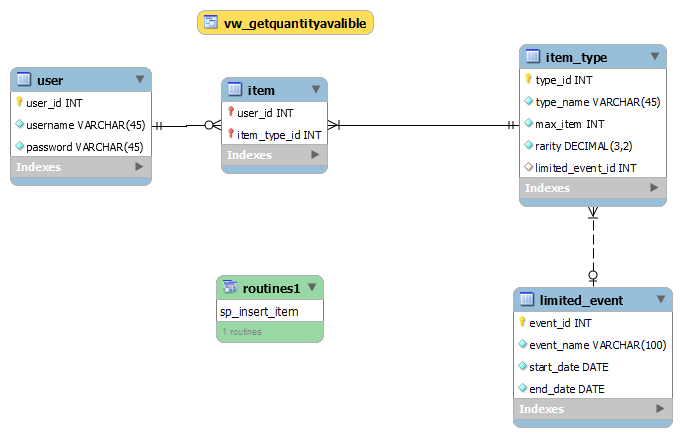 vw_getquantityavalible
user
user_id INT
username VARCHAR(45)
password VARCHAR(45)
Indexes
item
user_id INT
item_type_id INT
Indexes
item_type
type_id INT
type_name VARCHAR(45)
max_item INT
rarity DECIMAL(3,2)
limited_event_id INT
Indexes
routines1
sp_insert_item
1 routines
limited_event
event_id INT
event_name VARCHAR(100)
start_date DATE
end_date DATE
Indexes